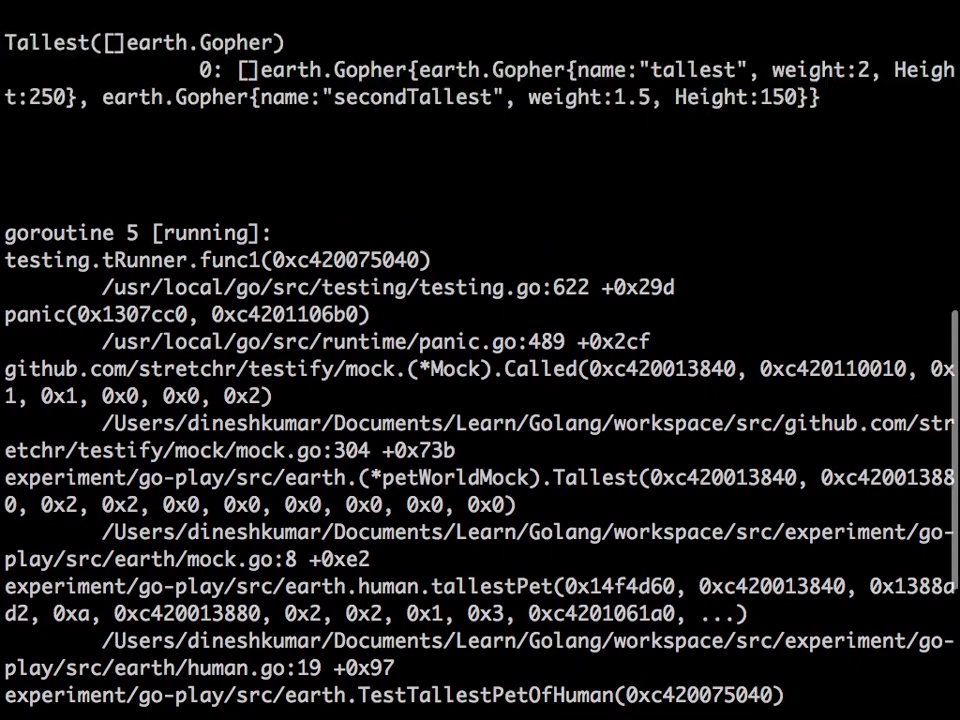 Tallest([]earth.Gopher)
0: []earth.Gopher{earth.Gopher{name:"tallest", weight:2, Heigh
t:250}, earth.Gopher{name:"secondTallest", weight:1.5, Height:150}}
goroutine 5 [running]:
testing.tRunner.func1(0xc420075040)
/usr/local/go/src/testing/testing.go:622 +0x29d
panic(0x1307cc0, 0xc4201106b0)
/usr/local/go/src/runtime/panic.go:489 +0x2cf
github.com/stretchr/testify/mock.(*Mock).Called(0xc420013840, 0xc420110010, 0x
1, 0x1, 0x0, 0x0, 0x2)
/Users/dineshkumar/Documents/Learn/Golang/workspace/src/github.com/str
etchr/testify/mock/mock.go:304 +0x73b
experiment/go-play/src/earth.(*petWorldMock).Tallest(0xc420013840, 0xc42001388
0, 0x2, 0x2, 0x0, 0x0, 0x0, 0x0, 0x0, 0x0)
/Users/dineshkumar/Documents/Learn/Golang/workspace/src/experiment/go-
play/src/earth/mock.go:8 +0xe2
experiment/go-play/src/earth.human.tallestPet(0x14f4d60, 0xc420013840, 0x1388a
d2, 0xa, 0xc420013880, 0x2, 0x2, 0x1, 0x3, 0xc4201061a0, ...)
/Users/dineshkumar/Documents/Learn/Golang/workspace/src/experiment/go-
play/src/earth/human.go:19 +0x97
experiment/go-play/src/earth.TestTallestPetOfHuman(0xc420075040)